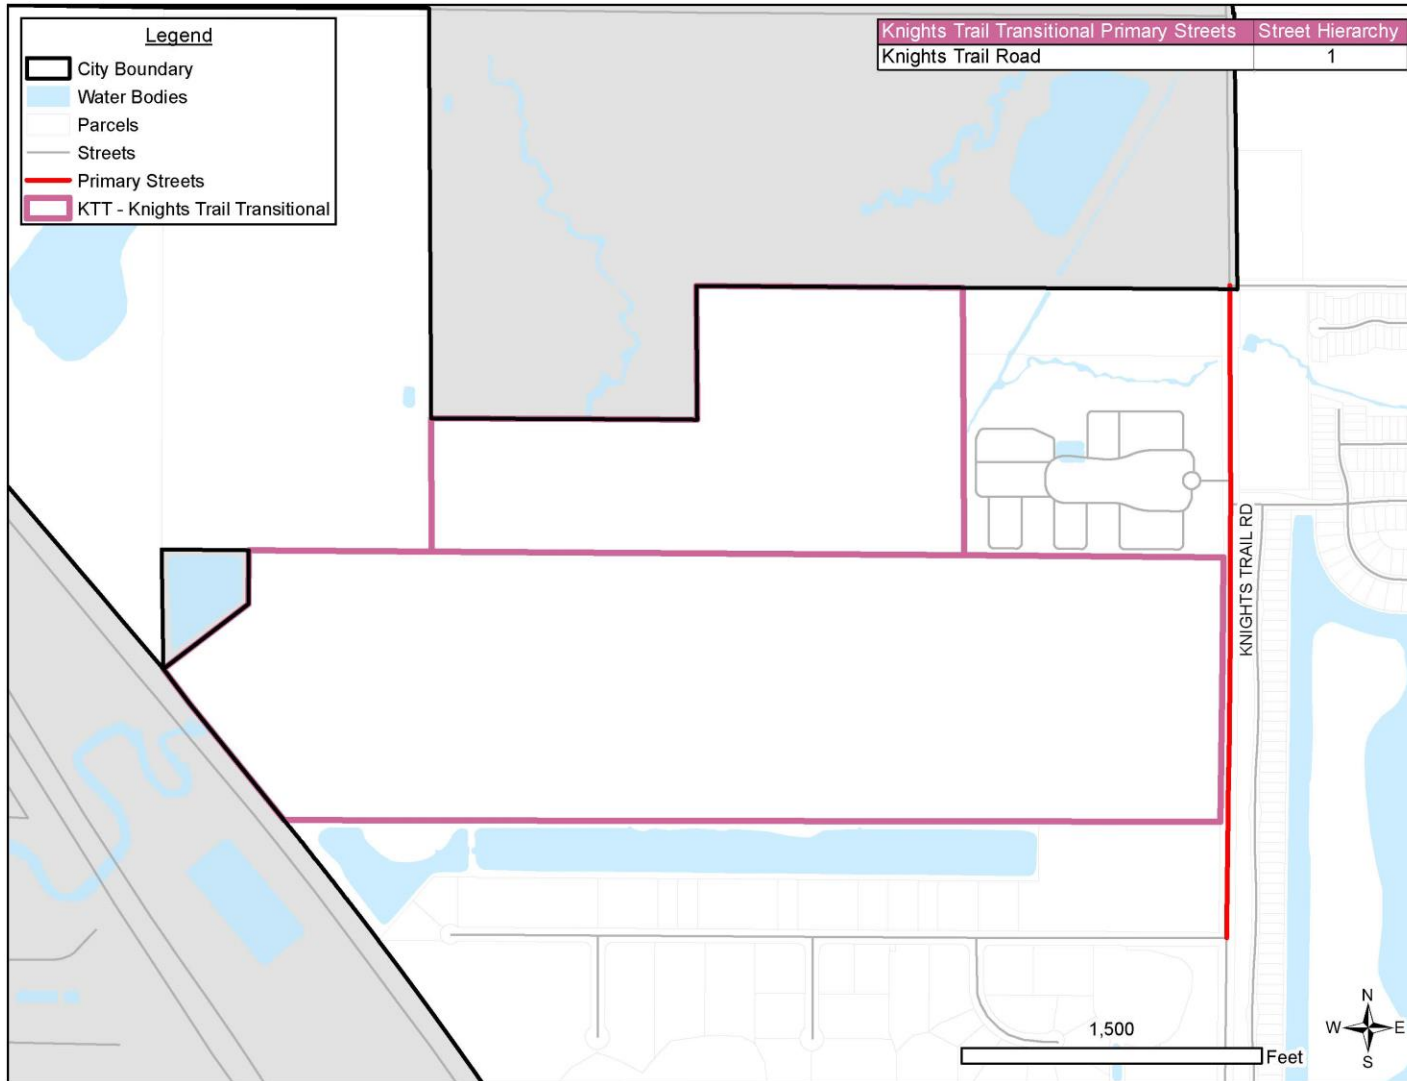 Legend
City Boundary
Water Bodies
Parcels
Streets
Primary Streets
KTT - Knights Trail Transitional
Knights Trail Transitional Primary Streets Street Hierarchy
Knights Trail Road 1
KNIGHTS TRAIL RD
1,500
Feet
N
W E
S